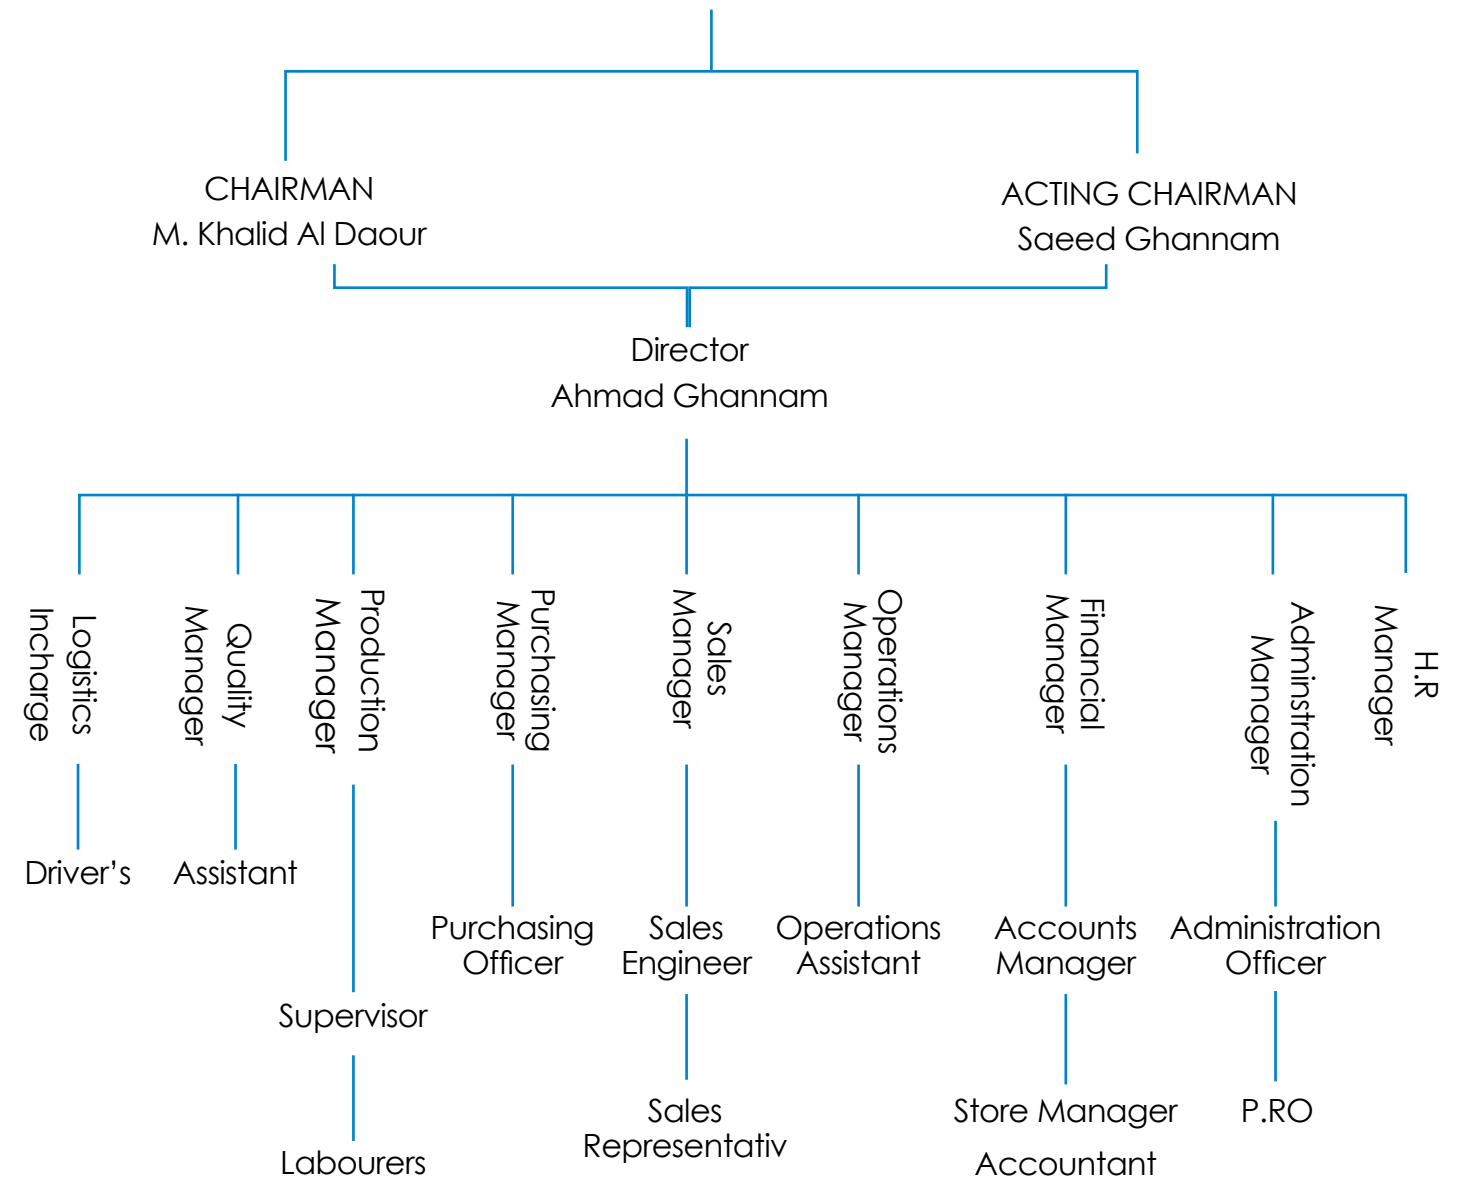 CHAIRMAN
M. Khalid Al Daour
ACTING CHAIRMAN
Saeed Ghannam
Director
Ahmad Ghannam
Logistics
Incharge
Quality
Manager
Production
Manager
Purchasing
Manager
Sales
Manager
Operations
Manager
Financial
Manager
Adminstration
Manager
H.R
Manager
Driver’s
Assistant
Purchasing
Officer
Sales
Engineer
Operations
Assistant
Accounts
Manager
Administration
Officer
Supervisor
Sales
Representativ
Store Manager
P.RO
Labourers
Accountant